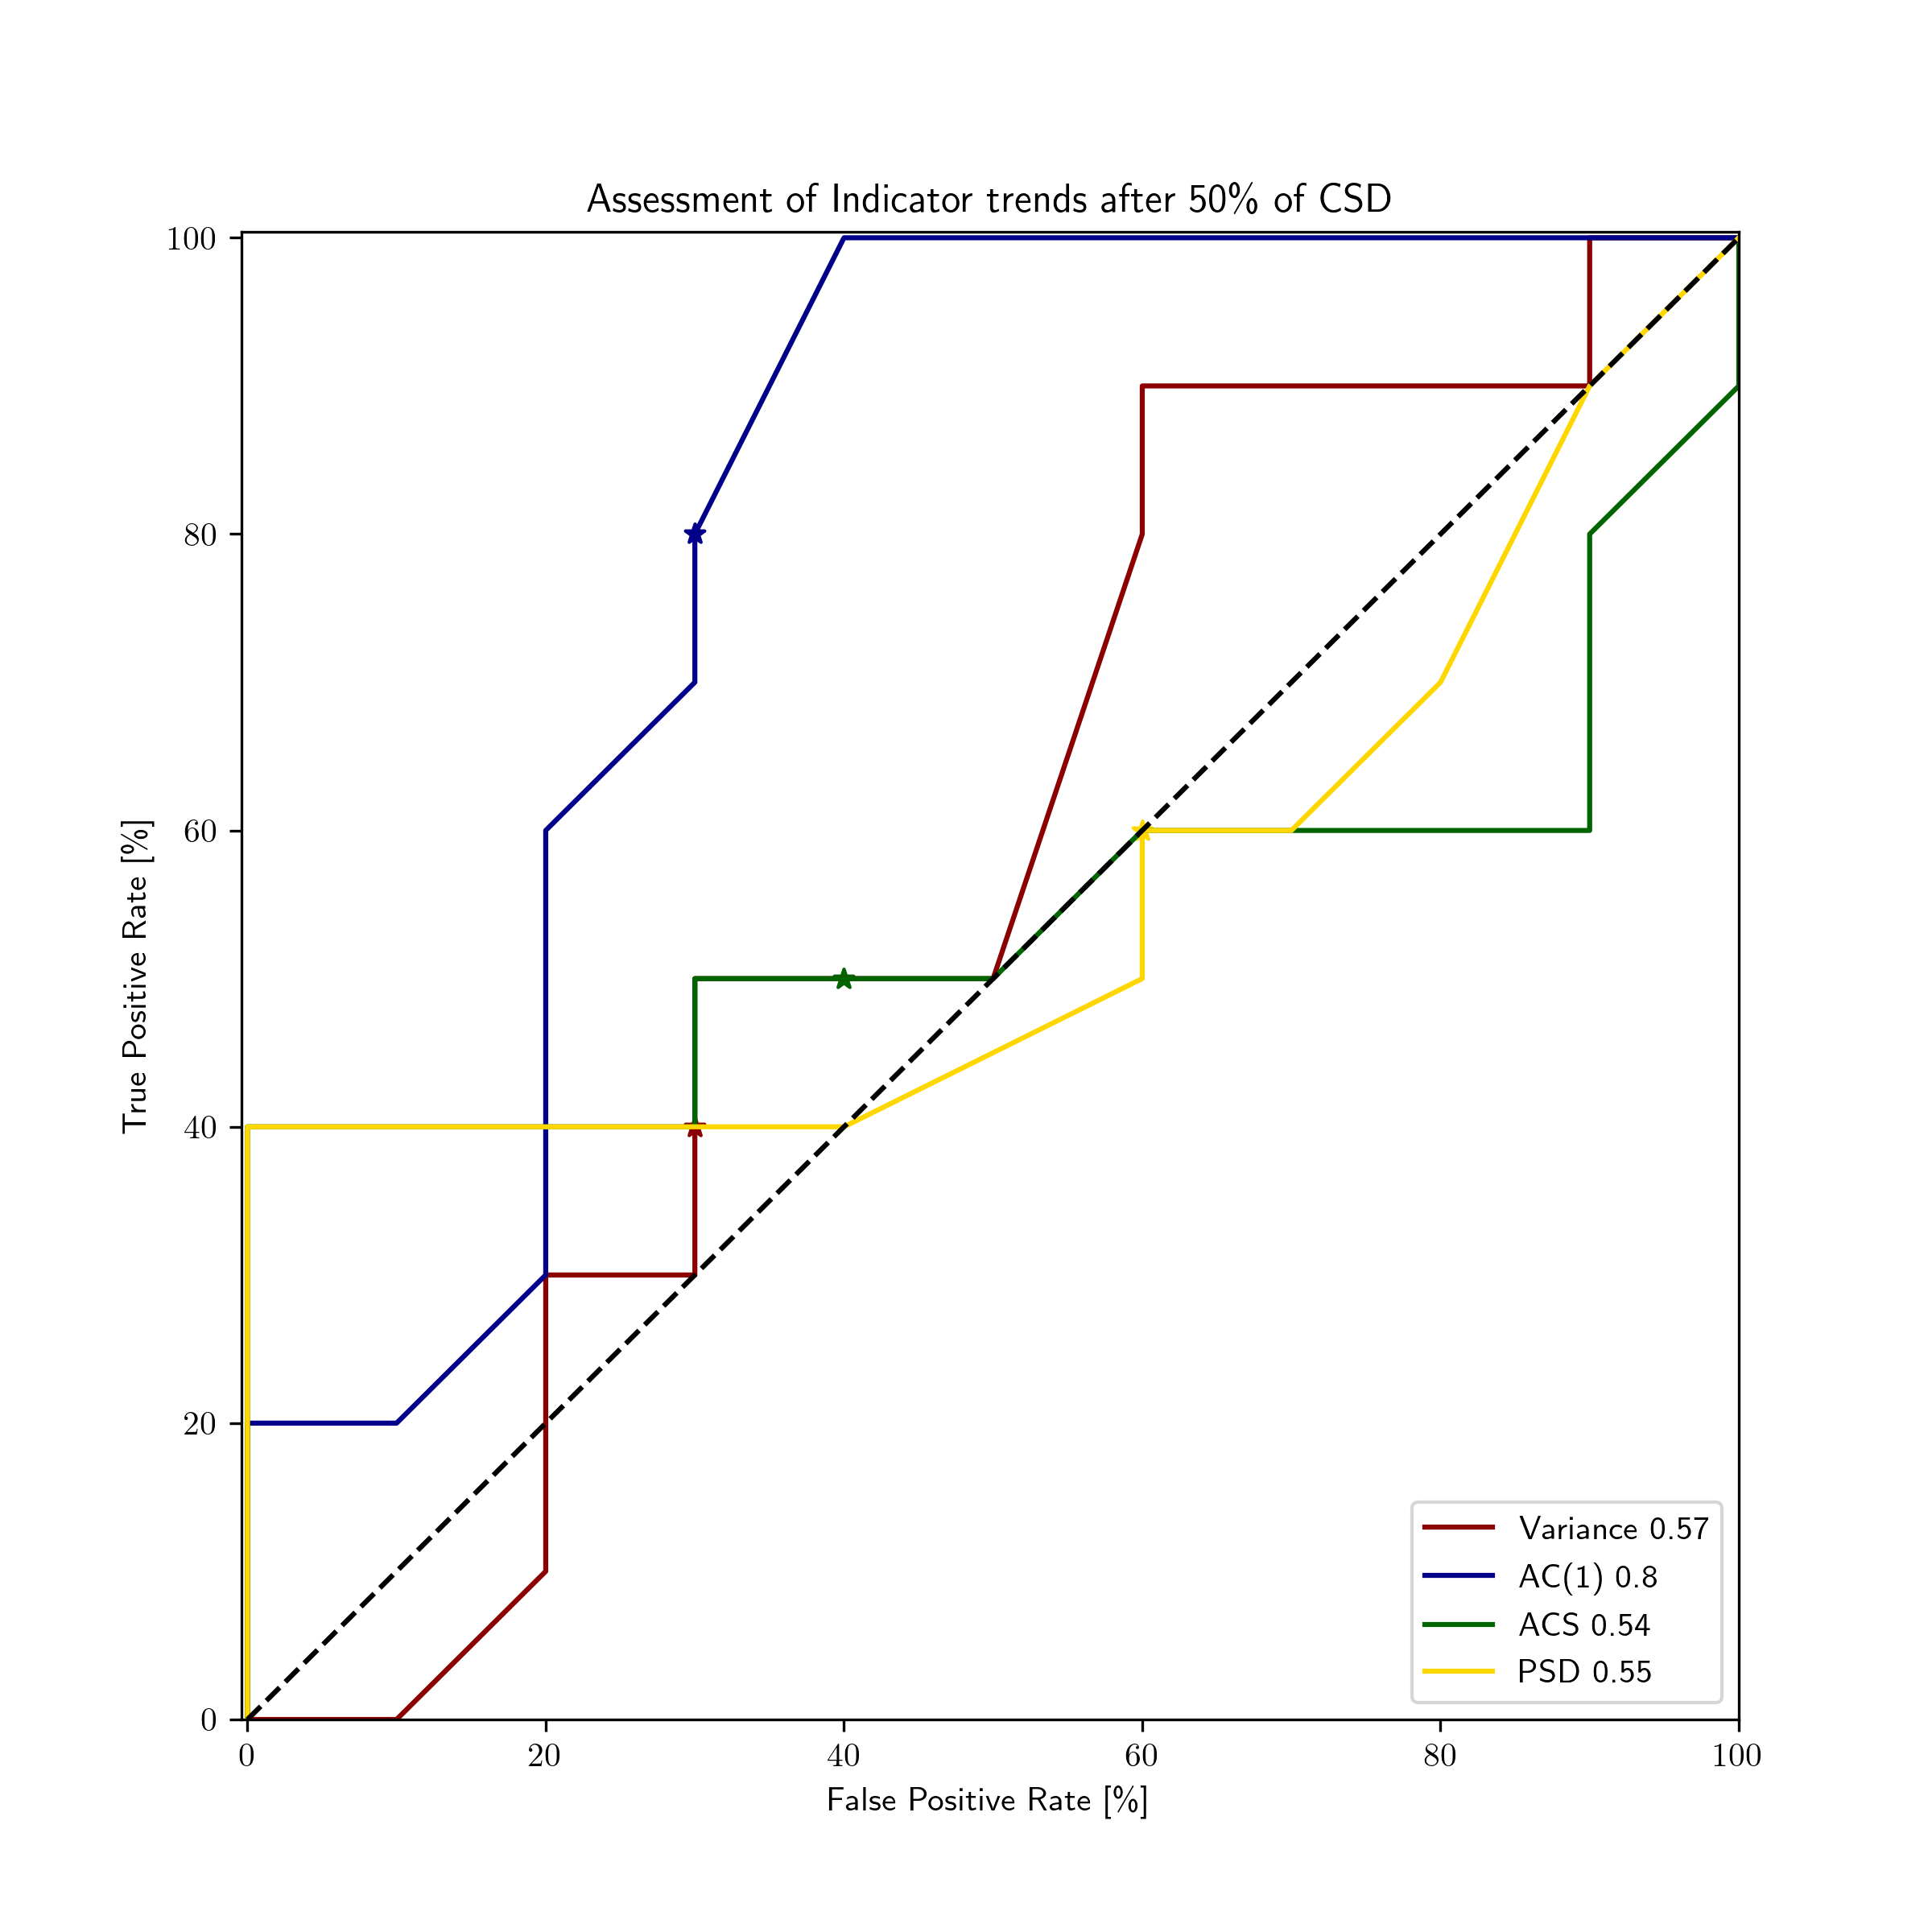 Assessment of Indicator trends after 50% of CSD
100
80
60
40
20
0
True Positive Rate [%]
0 20 40 60 80 100
False Positive Rate [%]
Variance 0.57
AC(1) 0.8
ACS 0.54
PSD 0.55